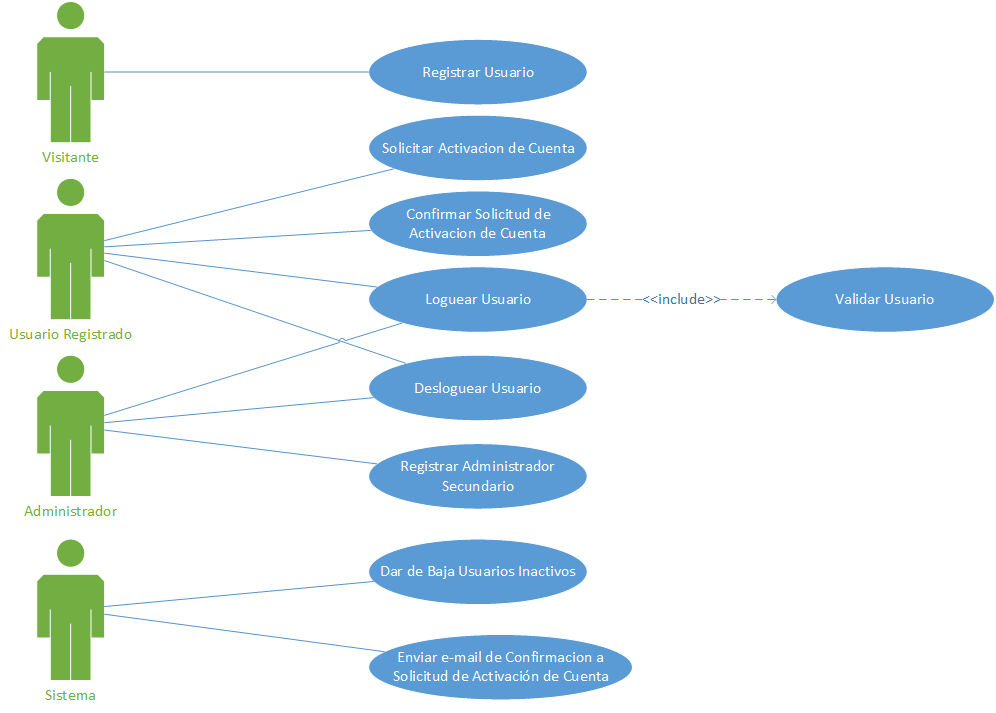 Registrar Usuario
Visitante
Solicitar Activacion de Cuenta
Confirmar Solicitud de
Activacion de Cuenta
Usuario Registrado
Loguear Usuario
<<include>>
Validar Usuario
Desloguear Usuario
Registrar Administrador
Secundario
Administrador
Dar de Baja Usuarios Inactivos
Enviar e-mail de Confirmacion a
Solicitud de Activación de Cuenta
Sistema